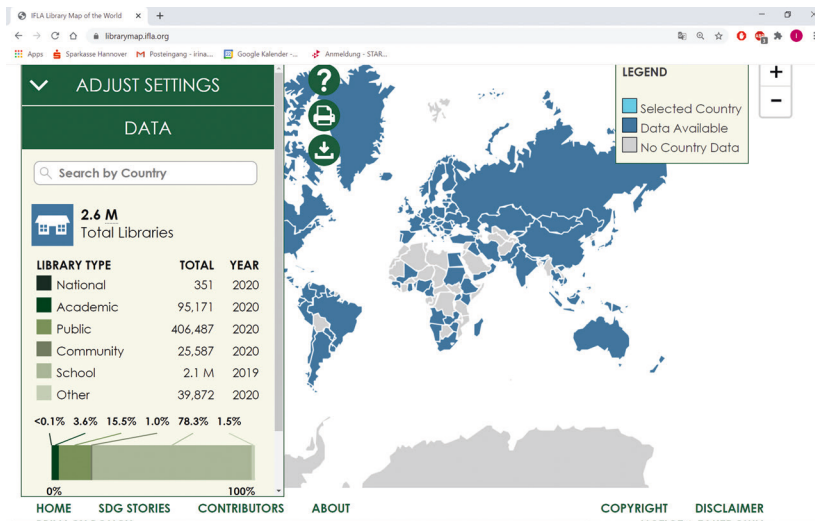 IFLA Library Map of the World
librarymap.ifla.org
Apps Sparkasse Hannover Posteingang - irina.... Google Kalender -... Anmeldung - STAR...
ADJUST SETTINGS
DATA
Search by Country
2.6 M
Total Libraries
LIBRARY TYPE TOTAL YEAR
National 351 2020
Academic 95,171 2020
Public 406,487 2020
Community 25,587 2020
School 2.1 M 2019
Other 39,872 2020
<0.1% 3.6% 15.5% 1.0% 78.3% 1.5%
0% 100%
?
LEGEND
Selected Country
Data Available
No Country Data
+
-
HOME SDG STORIES CONTRIBUTORS ABOUT COPYRIGHT DISCLAIMER